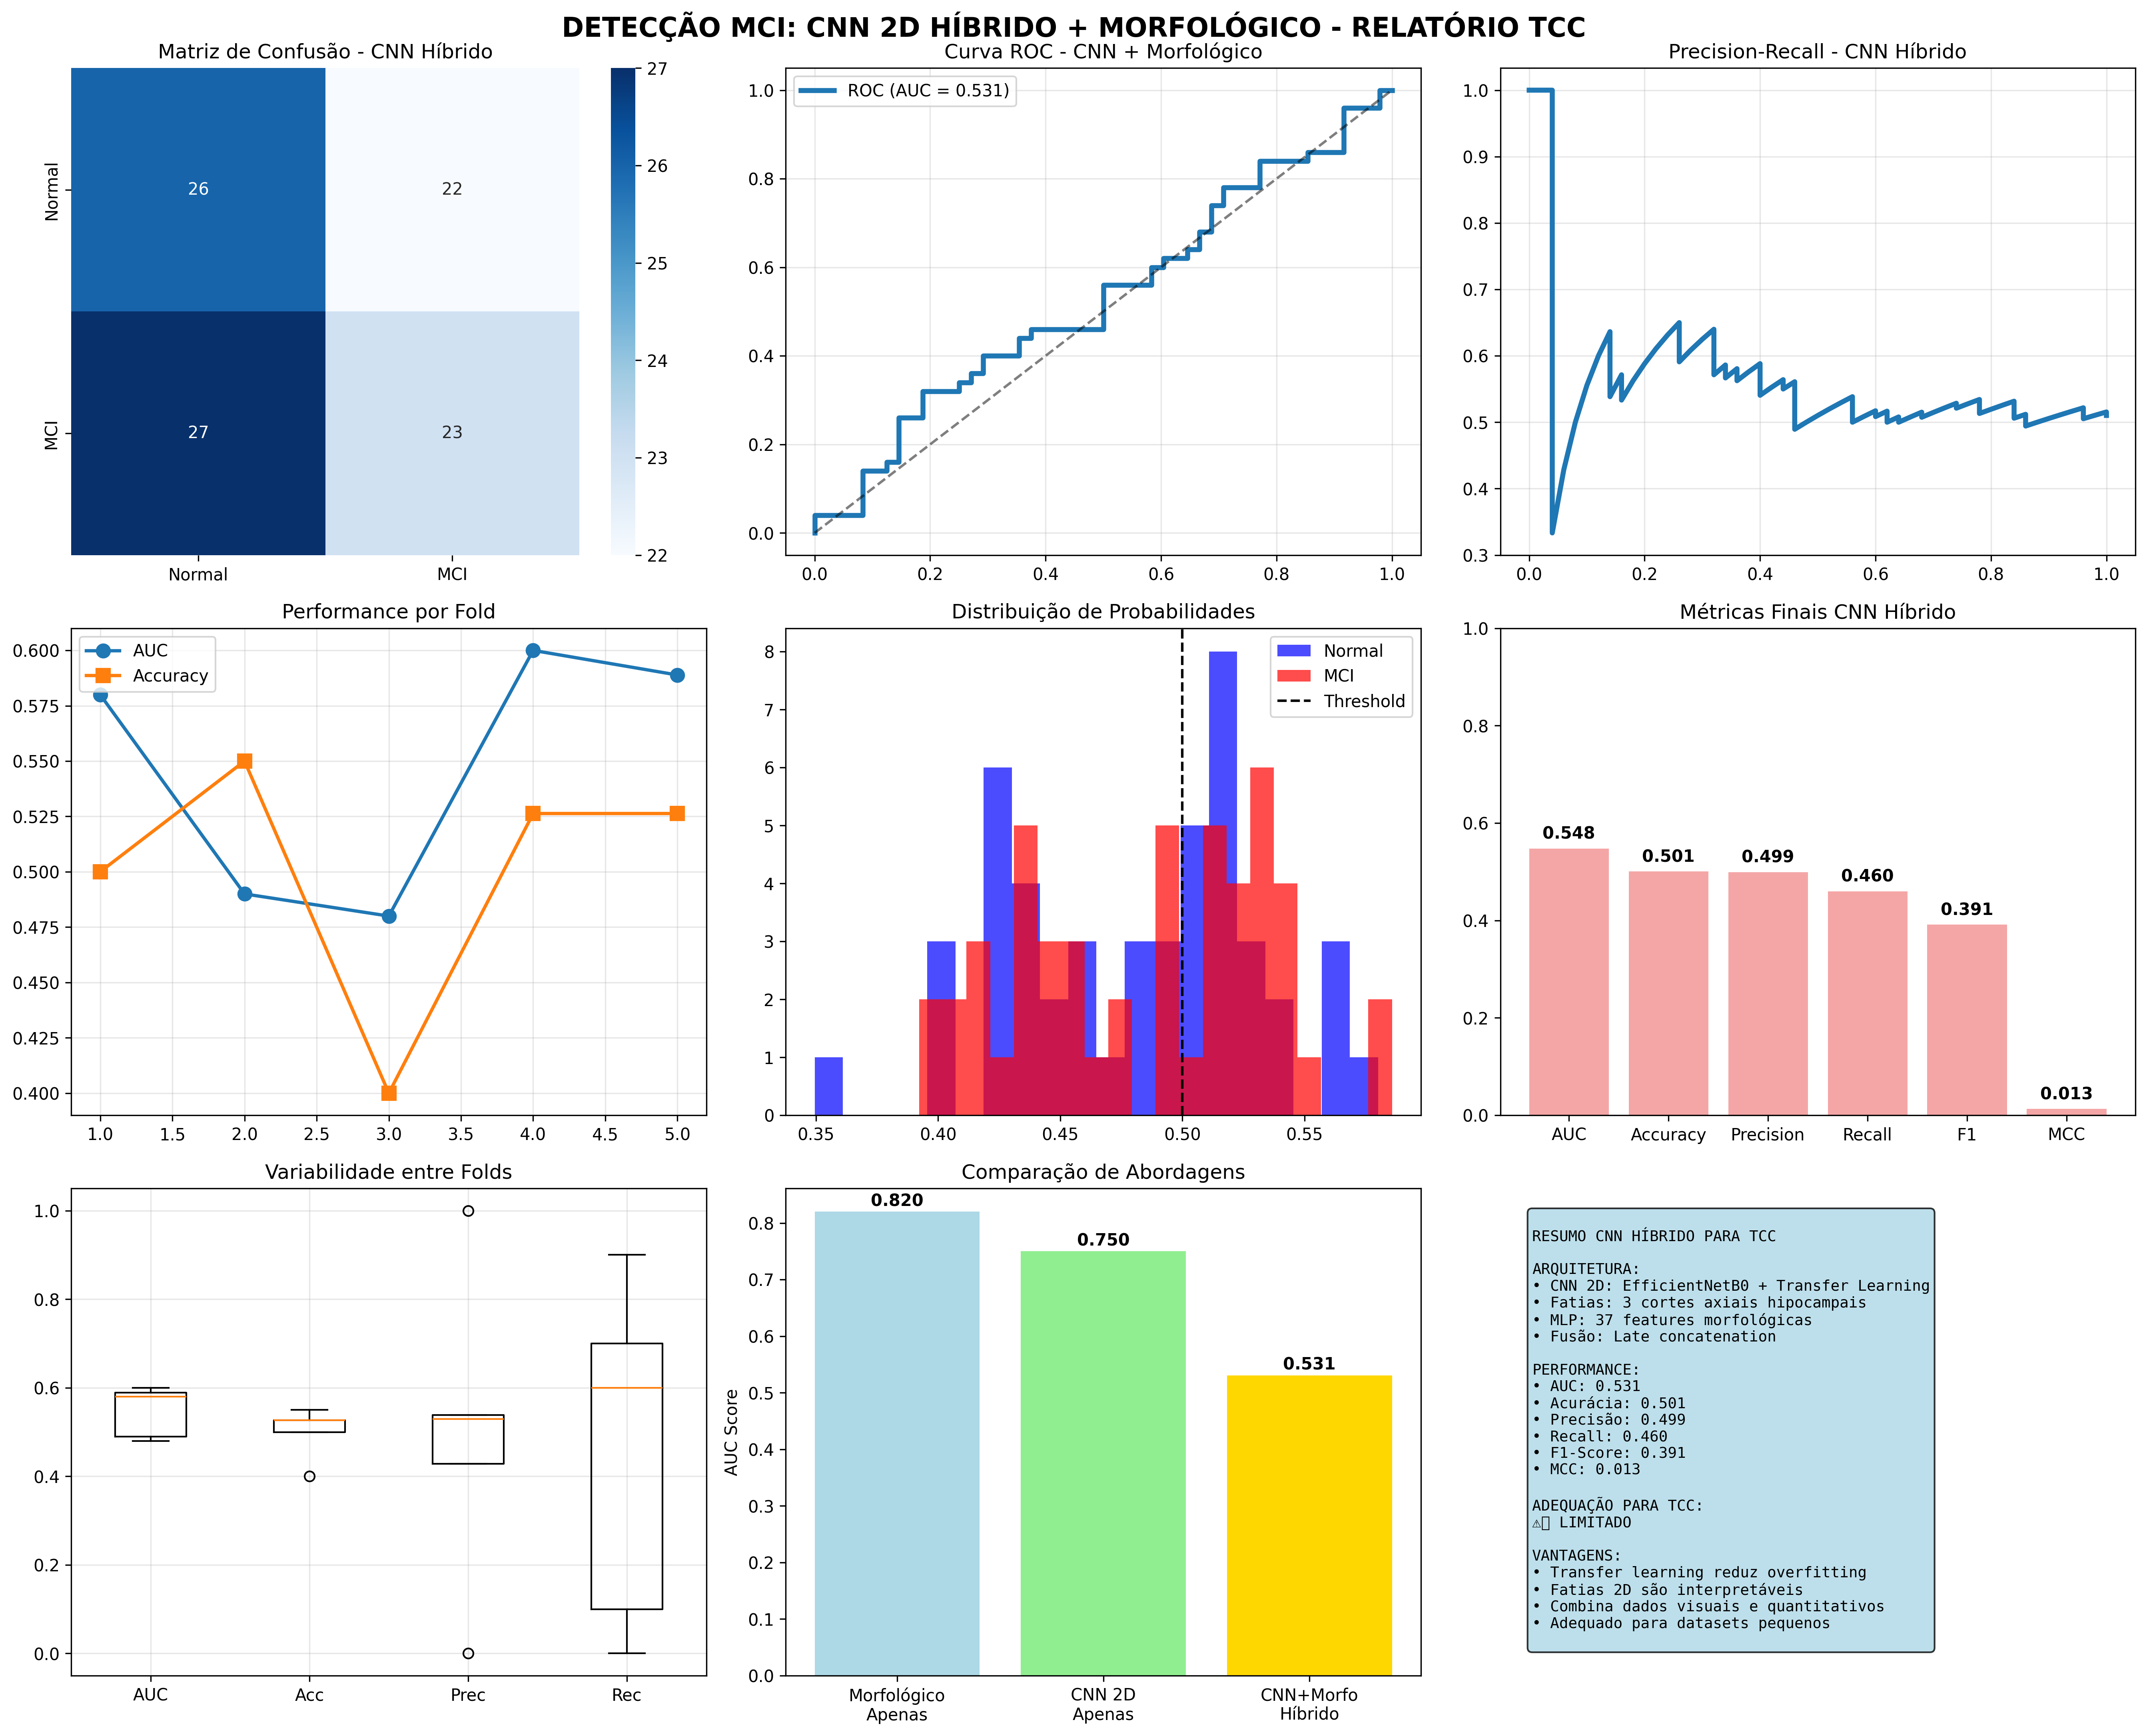 DETECÇÃO MCI: CNN 2D HÍBRIDO + MORFOLÓGICO - RELATÓRIO TCC
Matriz de Confusão - CNN Híbrido
Normal
MCI
26
22
27
23
Normal
MCI
27
26
25
24
23
22
Curva ROC - CNN + Morfológico
ROC (AUC = 0.531)
1.0
0.8
0.6
0.4
0.2
0.0
0.0
0.2
0.4
0.6
0.8
1.0
Precision-Recall - CNN Híbrido
1.0
0.9
0.8
0.7
0.6
0.5
0.4
0.3
0.0
0.2
0.4
0.6
0.8
1.0
Performance por Fold
AUC
Accuracy
0.600
0.575
0.550
0.525
0.500
0.475
0.450
0.425
0.400
1.0
1.5
2.0
2.5
3.0
3.5
4.0
4.5
5.0
Distribuição de Probabilidades
Normal
MCI
Threshold
8
7
6
5
4
3
2
1
0
0.35
0.40
0.45
0.50
0.55
Métricas Finais CNN Híbrido
1.0
0.8
0.6
0.4
0.2
0.0
0.548
0.501
0.499
0.460
0.391
0.013
AUC
Accuracy
Precision
Recall
F1
MCC
Variabilidade entre Folds
1.0
0.8
0.6
0.4
0.2
0.0
AUC
Acc
Prec
Rec
Comparação de Abordagens
AUC Score
0.8
0.7
0.6
0.5
0.4
0.3
0.2
0.1
0.0
0.820
0.750
0.531
Morfológico
Apenas
CNN 2D
Apenas
CNN+Morfo
Híbrido
RESUMO CNN HÍBRIDO PARA TCC
ARQUITETURA:
• CNN 2D: EfficientNetB0 + Transfer Learning
• Fatias: 3 cortes axiais hipocampais
• MLP: 37 features morfológicas
• Fusão: Late concatenation
PERFORMANCE:
• AUC: 0.531
• Acurácia: 0.501
• Precisão: 0.499
• Recall: 0.460
• F1-Score: 0.391
• MCC: 0.013
ADEQUAÇÃO PARA TCC:
⚠ LIMITADO
VANTAGENS:
• Transfer learning reduz overfitting
• Fatias 2D são interpretáveis
• Combina dados visuais e quantitativos
• Adequado para datasets pequenos